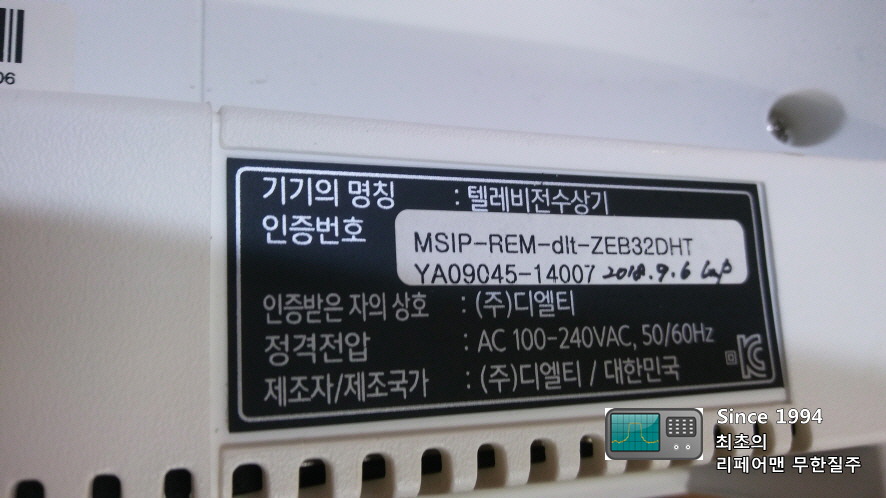 06
기기의 명칭 : 텔레비전수상기
인증번호
MSIP-REM-dlt-ZEB32DHT
YA09045-14007 2018.9.6
인증받은 자의 상호 : (주)디엘티
정격전압 : AC 100-240VAC, 50/60Hz
제조자/제조국가 : (주)디엘티 / 대한민국
Since 1994
최초의
리페어맨 무한질주